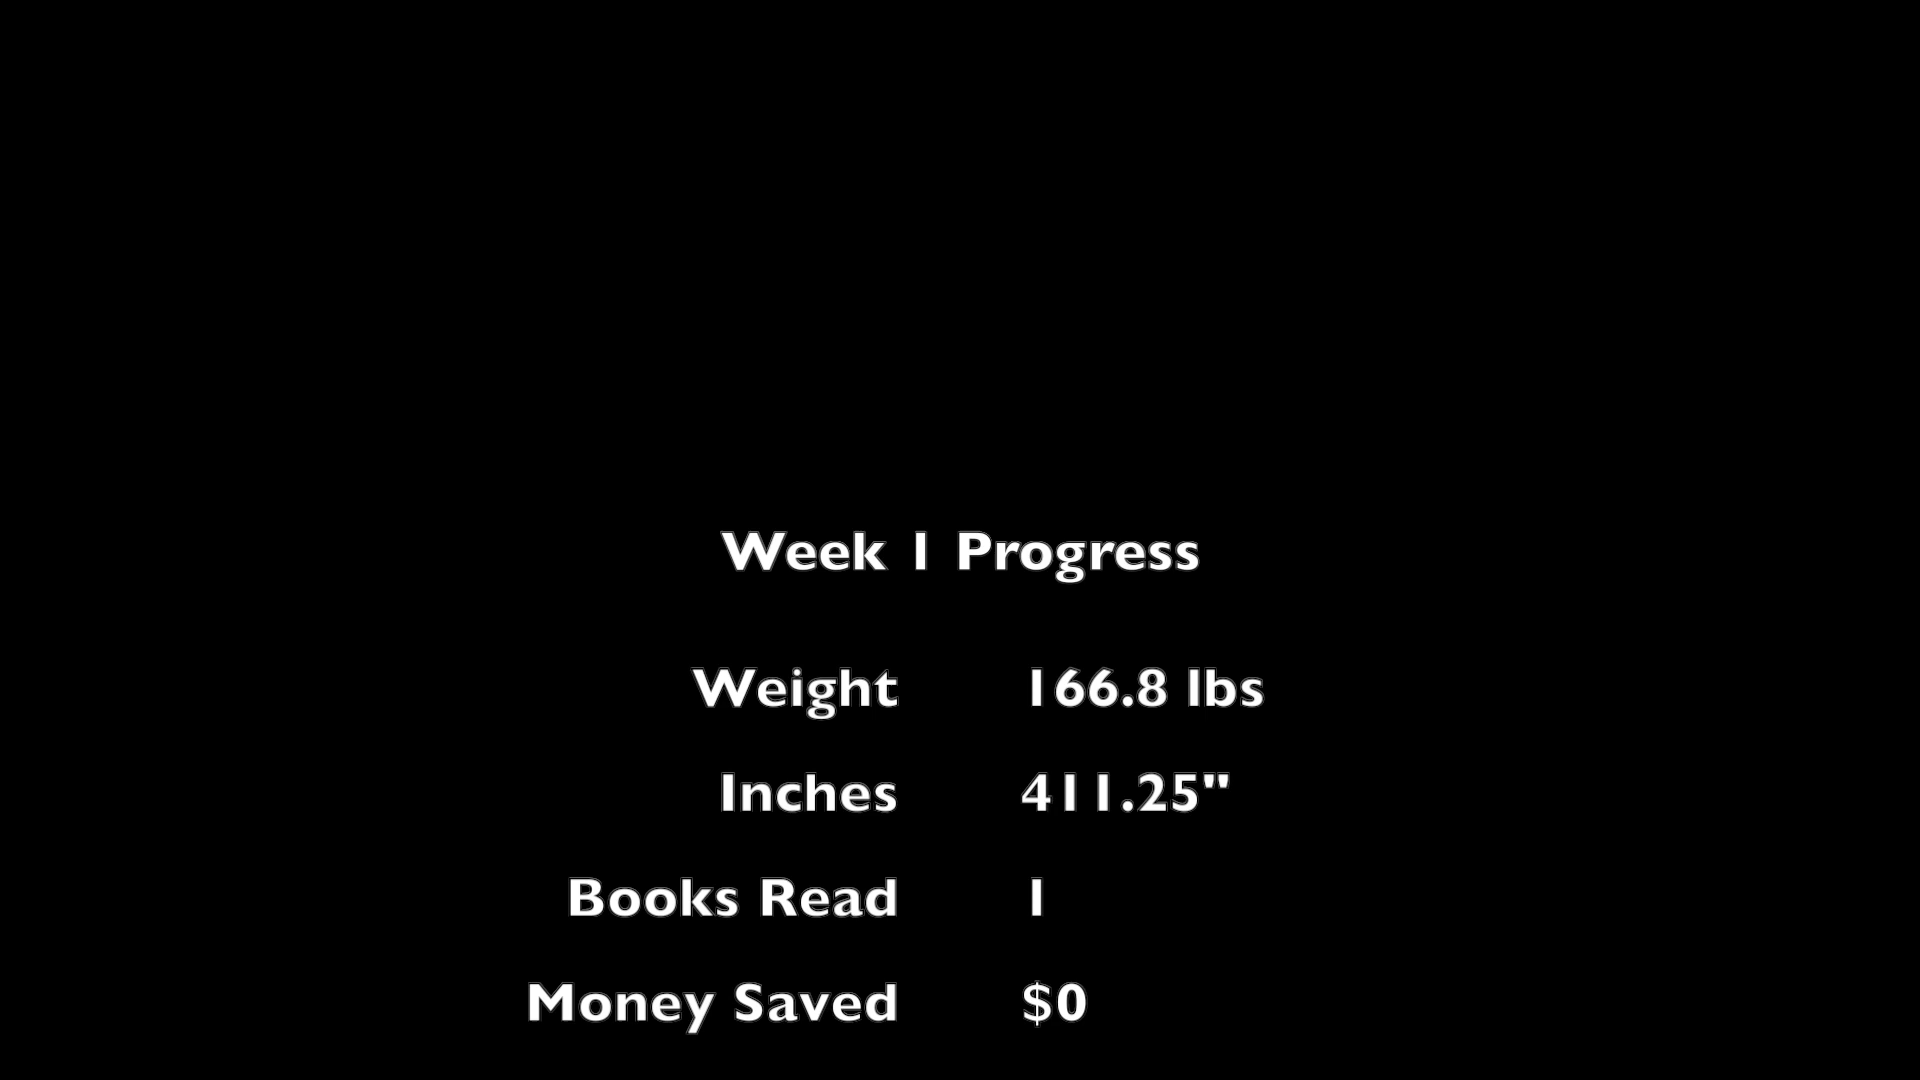 Week 1 Progress
Weight 166.8 lbs
Inches 411.25"
Books Read 1
Money Saved $0